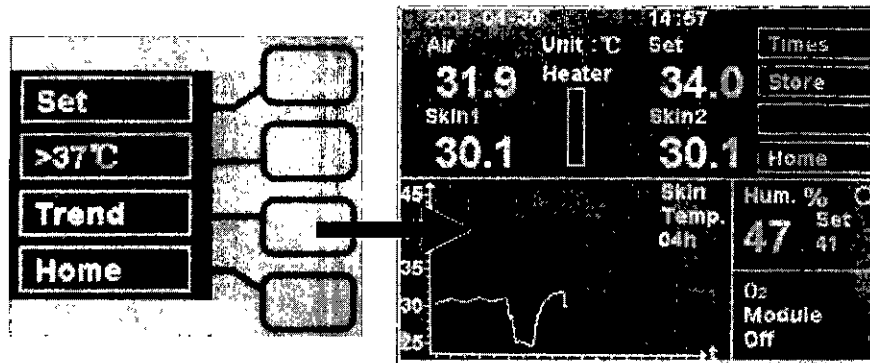 Set
>37℃
Trend
Home
2003-04-30 14:57
Air Unit : ℃ Set
31.9 Heater 34.0
Skin1 Skin2
30.1 30.1
Times
Store
Home
45
35
30
25
t
Skin
Temp.
04h
Hum. %
47 Set
41
O₂
Module
Off